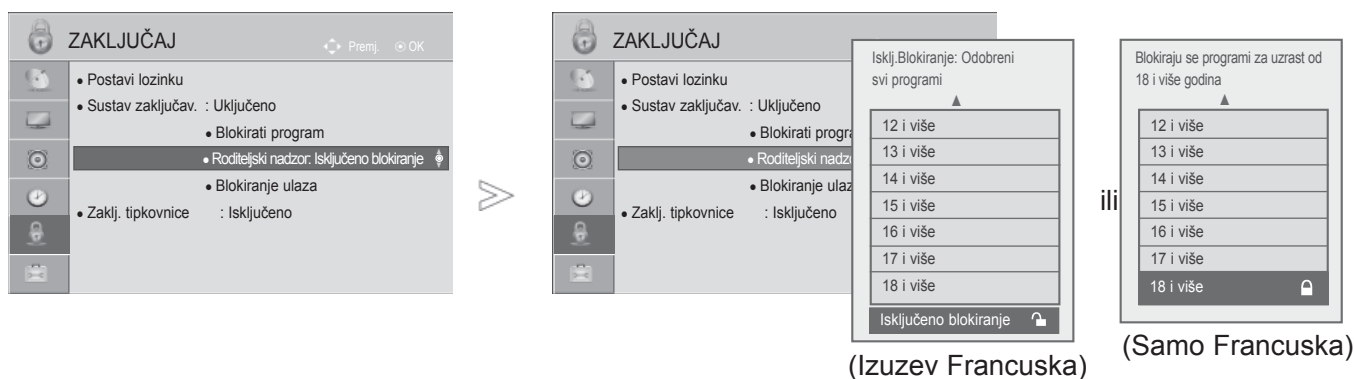 ZAKLJUČAJ
Premj. OK
• Postavi lozinku
• Sustav zaključav. : Uključeno
• Blokirati program
• Roditeljski nadzor: Isključeno blokiranje
• Blokiranje ulaza
• Zaklj. tipkovnice : Isključeno
ZAKLJUČAJ
• Postavi lozinku
• Sustav zaključav. : Uključeno
• Blokirati progra
• Roditeljski nadzo
• Blokiranje ulaz
• Zaklj. tipkovnice : Isključeno
Isklj.Blokiranje: Odobreni
svi programi
12 i više
13 i više
14 i više
15 i više
16 i više
17 i više
18 i više
Isključeno blokiranje
(Izuzev Francuska)
ili
Blokiraju se programi za uzrast od
18 i više godina
12 i više
13 i više
14 i više
15 i više
16 i više
17 i više
18 i više
(Samo Francuska)